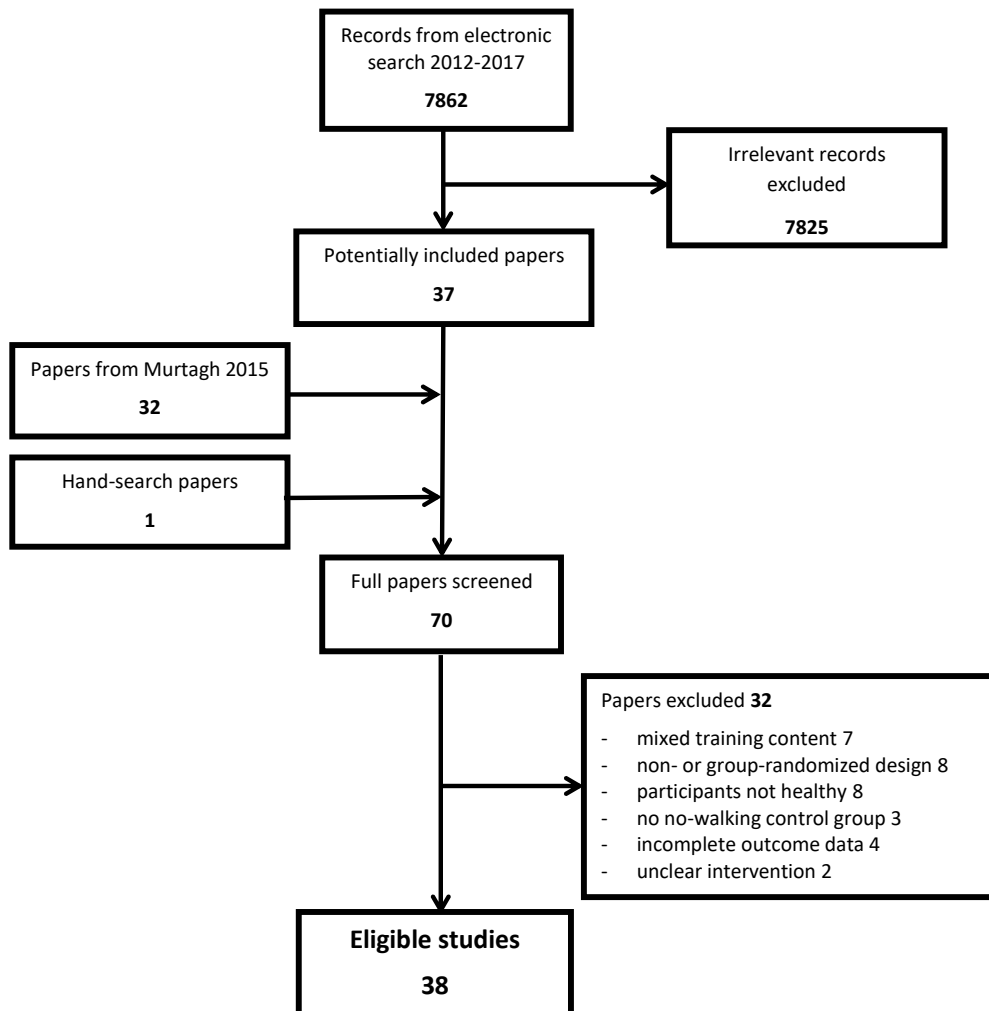 Records from electronic
search 2012-2017
7862
Irrelevant records
excluded
7825
Potentially included papers
37
Papers from Murtagh 2015
32
Hand-search papers
1
Full papers screened
70
Papers excluded 32
- mixed training content 7
- non- or group-randomized design 8
- participants not healthy 8
- no no-walking control group 3
- incomplete outcome data 4
- unclear intervention 2
Eligible studies
38